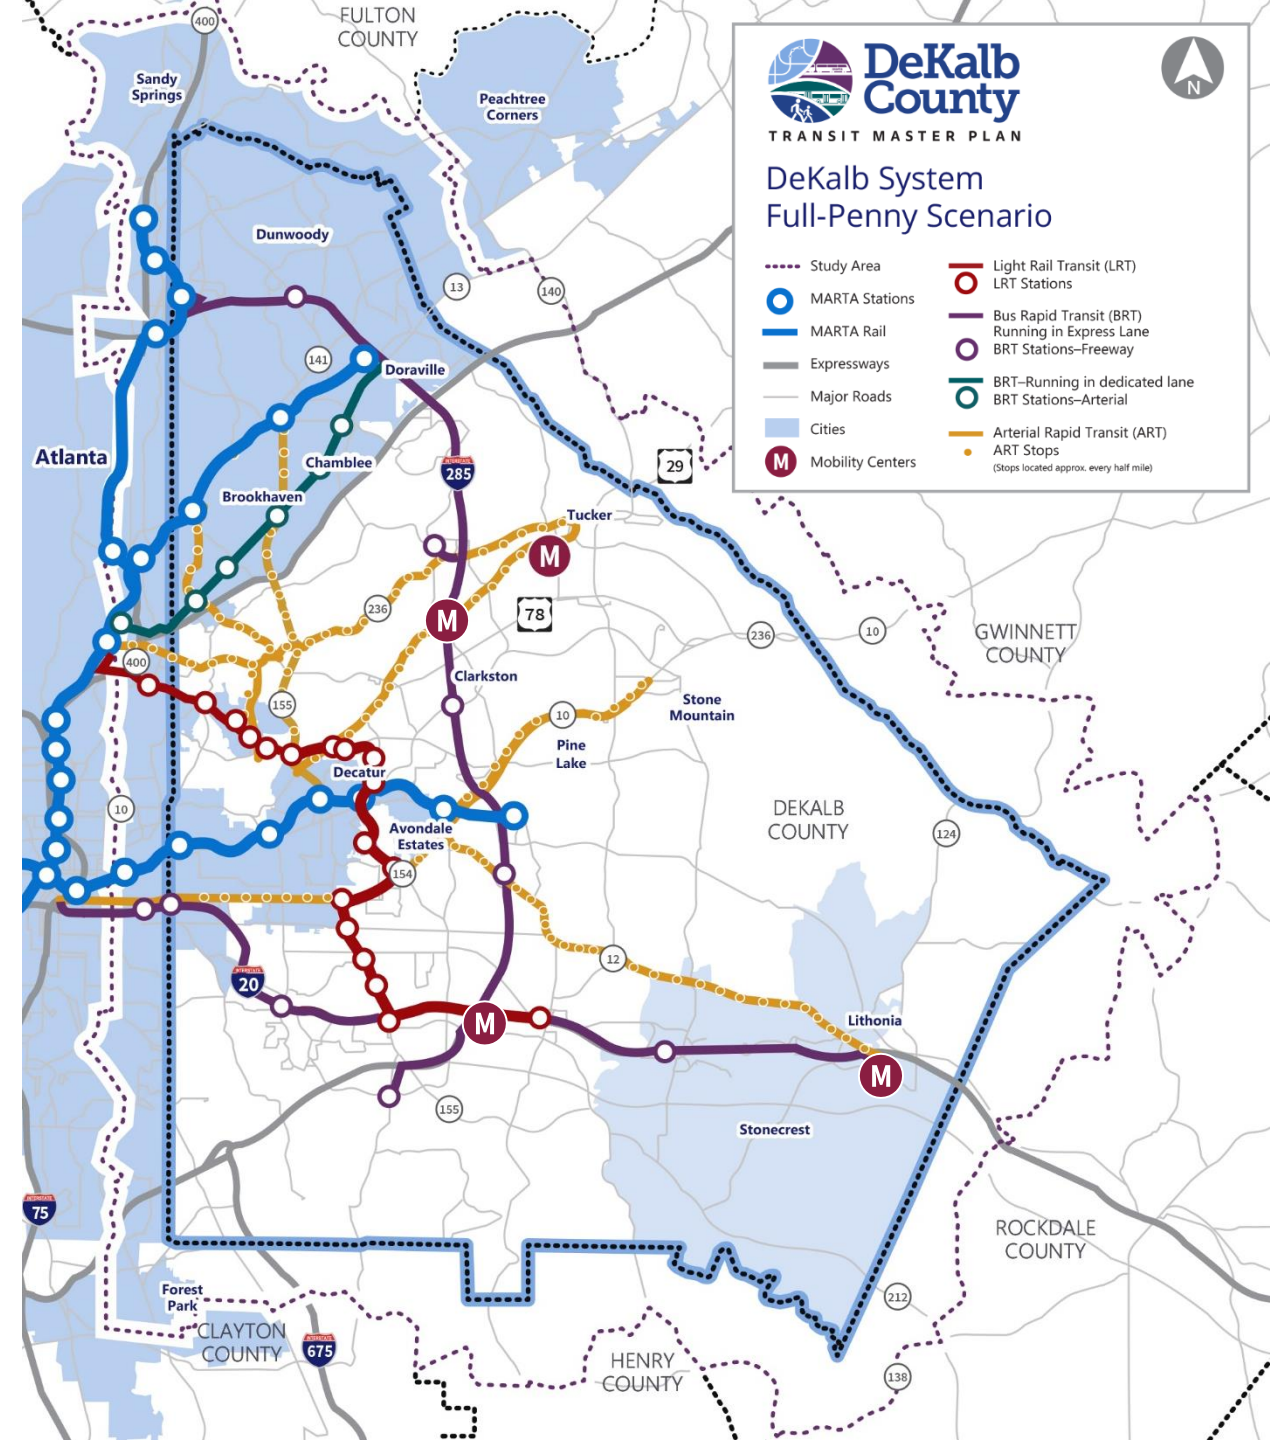 400
FULTON
COUNTY
Sandy
Springs
Peachtree
Corners
DeKalb
County
TRANSIT MASTER PLAN
N
DeKalb System
Full-Penny Scenario
Study Area
MARTA Stations
MARTA Rail
Expressways
Major Roads
Cities
M
Mobility Centers
Light Rail Transit (LRT)
LRT Stations
Bus Rapid Transit (BRT)
Running in Express Lane
BRT Stations–Freeway
BRT–Running in dedicated lane
BRT Stations–Arterial
Arterial Rapid Transit (ART)
ART Stops
(Stops located approx. every half mile)
Dunwoody
13
140
141
Doraville
Atlanta
Chamblee
INTERSTATE
285
29
Brookhaven
Tucker
M
236
M
78
236
10
GWINNETT
COUNTY
400
Clarkston
155
10
Stone
Mountain
Pine
Lake
Decatur
10
DEKALB
COUNTY
124
Avondale
Estates
154
12
INTERSTATE
20
M
Lithonia
M
155
Stonecrest
INTERSTATE
75
ROCKDALE
COUNTY
Forest
Park
212
CLAYTON
COUNTY
INTERSTATE
675
HENRY
COUNTY
138